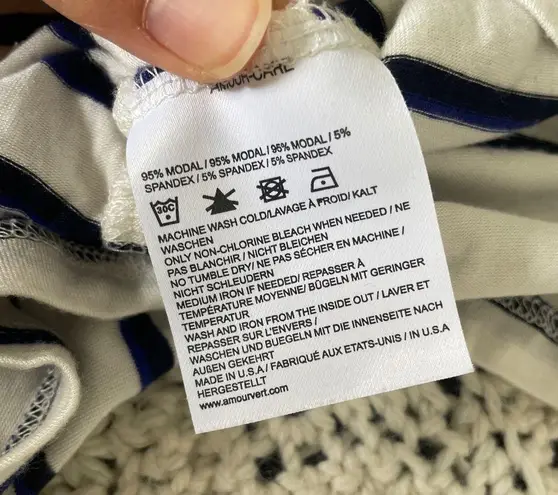 AMOUR-CARE
95% MODAL / 95% MODAL / 95% MODAL / 5%
SPANDEX / 5% SPANDEX / 5% SPANDEX
30C
MACHINE WASH COLD/LAVAGE À FROID/ KALT
WASCHEN
ONLY NON-CHLORINE BLEACH WHEN NEEDED / NE
PAS BLANCHIR / NICHT BLEICHEN
NO TUMBLE DRY/ NE PAS SÉCHER EN MACHINE /
NICHT SCHLEUDERN
MEDIUM IRON IF NEEDED/ REPASSER À
TEMPÉRATURE MOYENNE/ BÜGELN MIT GERINGER
TEMPERATUR
WASH AND IRON FROM THE INSIDE OUT / LAVER ET
REPASSER SUR L'ENVERS /
WASCHEN UND BUEGELN MIT DIE INNENSEITE NACH
AUßEN GEKEHRT
MADE IN U.S.A / FABRIQUÉ AUX ETATS-UNIS / IN U.S.A
HERGESTELLT
www.amourvert.com